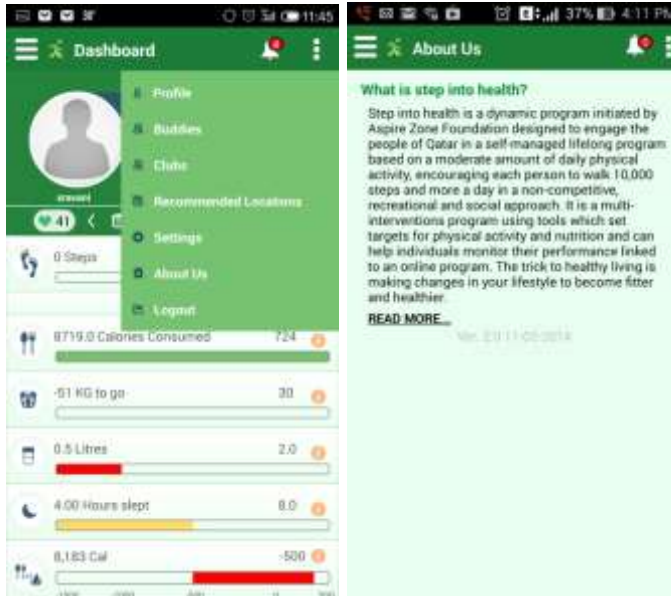 11:45
Dashboard
Profile
Buddies
Clubs
Recommended Locations
Settings
About Us
Logout
41
0 Steps
8719.0 Calories Consumed 724
-51 KG to go 30
0.5 Litres 2.0
4.00 Hours slept 8.0
8,183 Cal -500
37% 4:11 PM
About Us
What is step into health?
Step into health is a dynamic program initiated by
Aspire Zone Foundation designed to engage the
people of Qatar in a self-managed lifelong program
based on a moderate amount of daily physical
activity, encouraging each person to walk 10,000
steps and more a day in a non-competitive,
recreational and social approach. It is a multi-
interventions program using tools which set
targets for physical activity and nutrition and can
help individuals monitor their performance linked
to an online program. The trick to healthy living is
making changes in your lifestyle to become fitter
and healthier.
READ MORE...